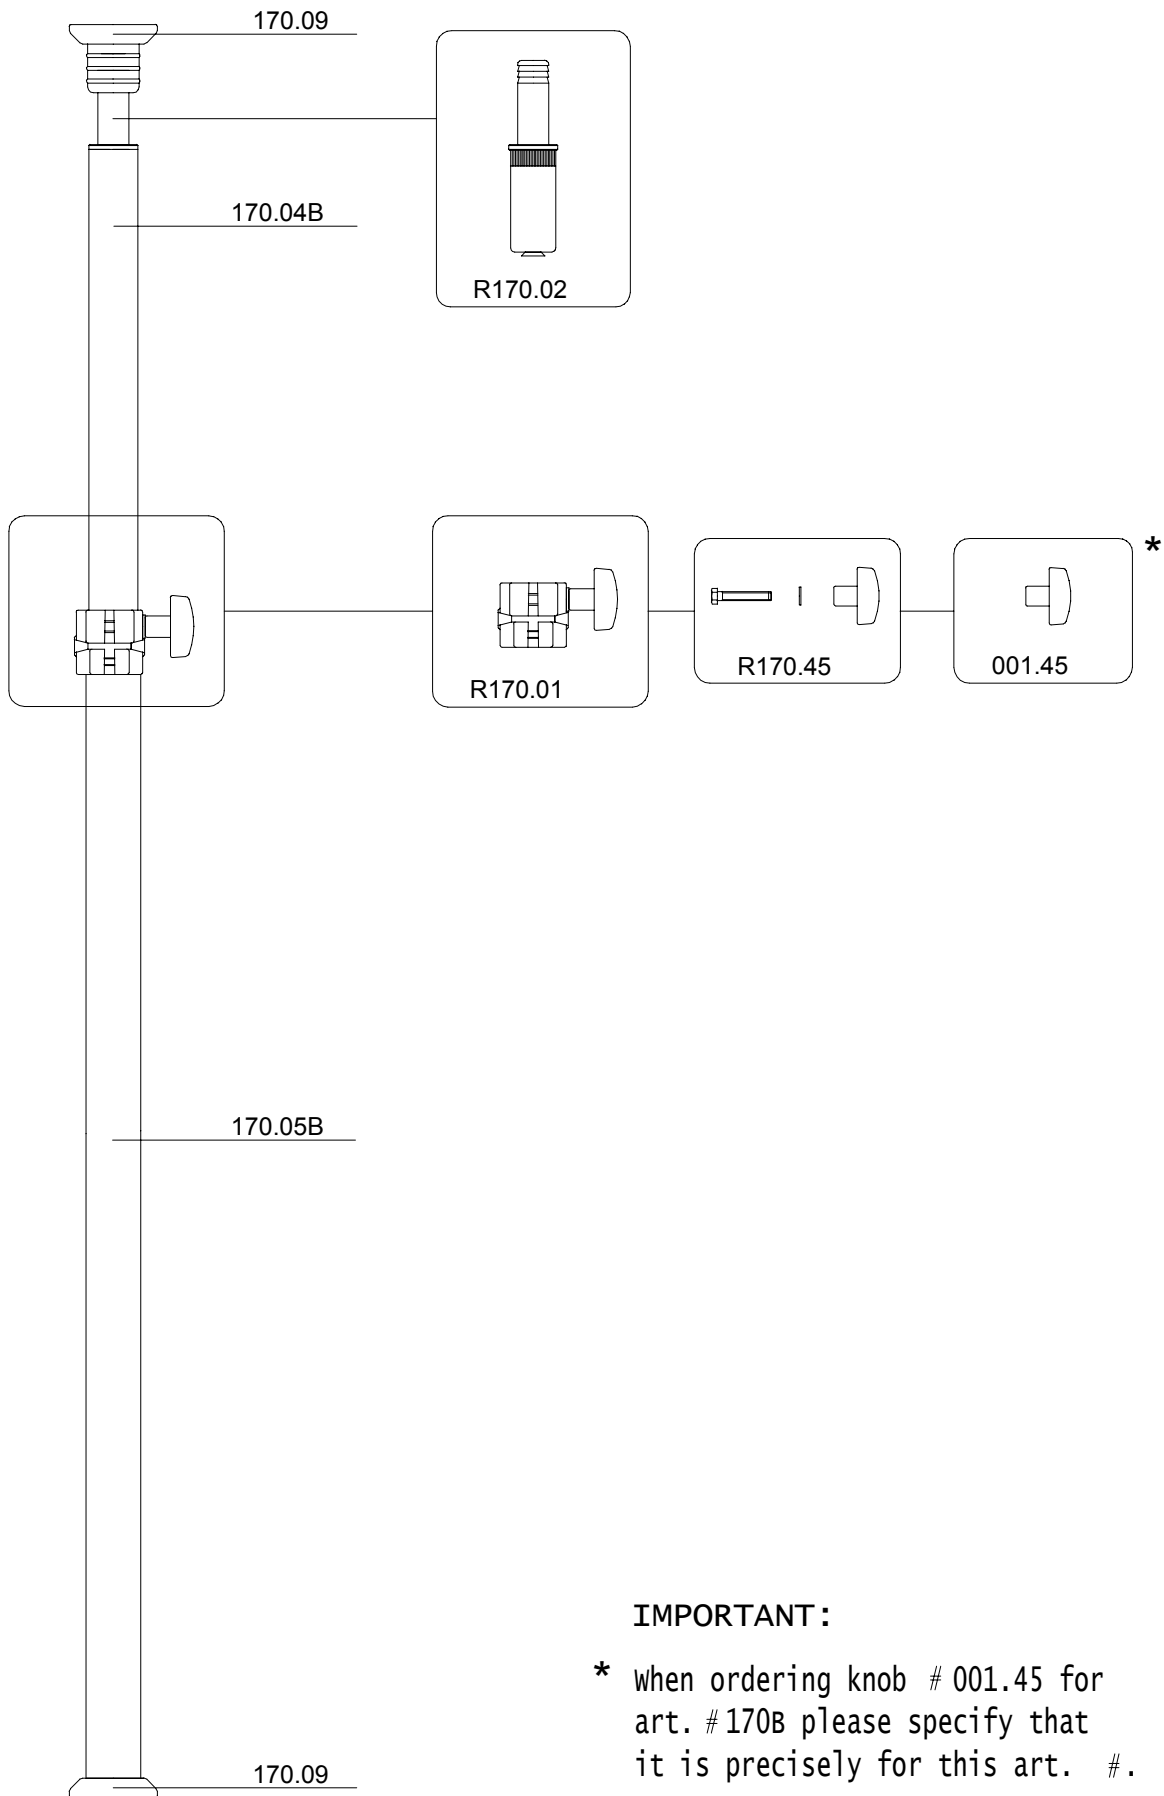 170.09
170.04B
R170.02
*
R170.01
R170.45
001.45
170.05B
170.09
IMPORTANT:
* When ordering knob # 001.45 for
art. # 170B please specify that
it is precisely for this art. #.